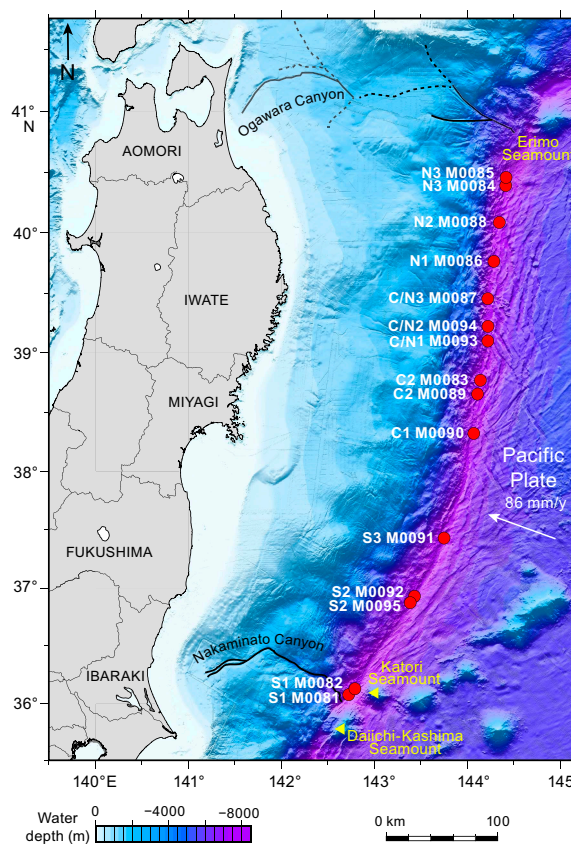 41°
N
40°
39°
38°
37°
36°
N
AOMORI
IWATE
MIYAGI
FUKUSHIMA
IBARAKI
Ogawara Canyon
Erimo
Seamount
N3 M0085
N3 M0084
N2 M0088
N1 M0086
C/N3 M0087
C/N2 M0094
C/N1 M0093
C2 M0083
C2 M0089
C1 M0090
Pacific
Plate
86 mm/y
S3 M0091
S2 M0092
S2 M0095
Nakaminato Canyon
S1 M0082
S1 M0081
Katori
Seamount
Daiichi-Kashima
Seamount
140°E 141° 142° 143° 144° 145°
Water
depth (m)
0 −4000 −8000
0 km 100